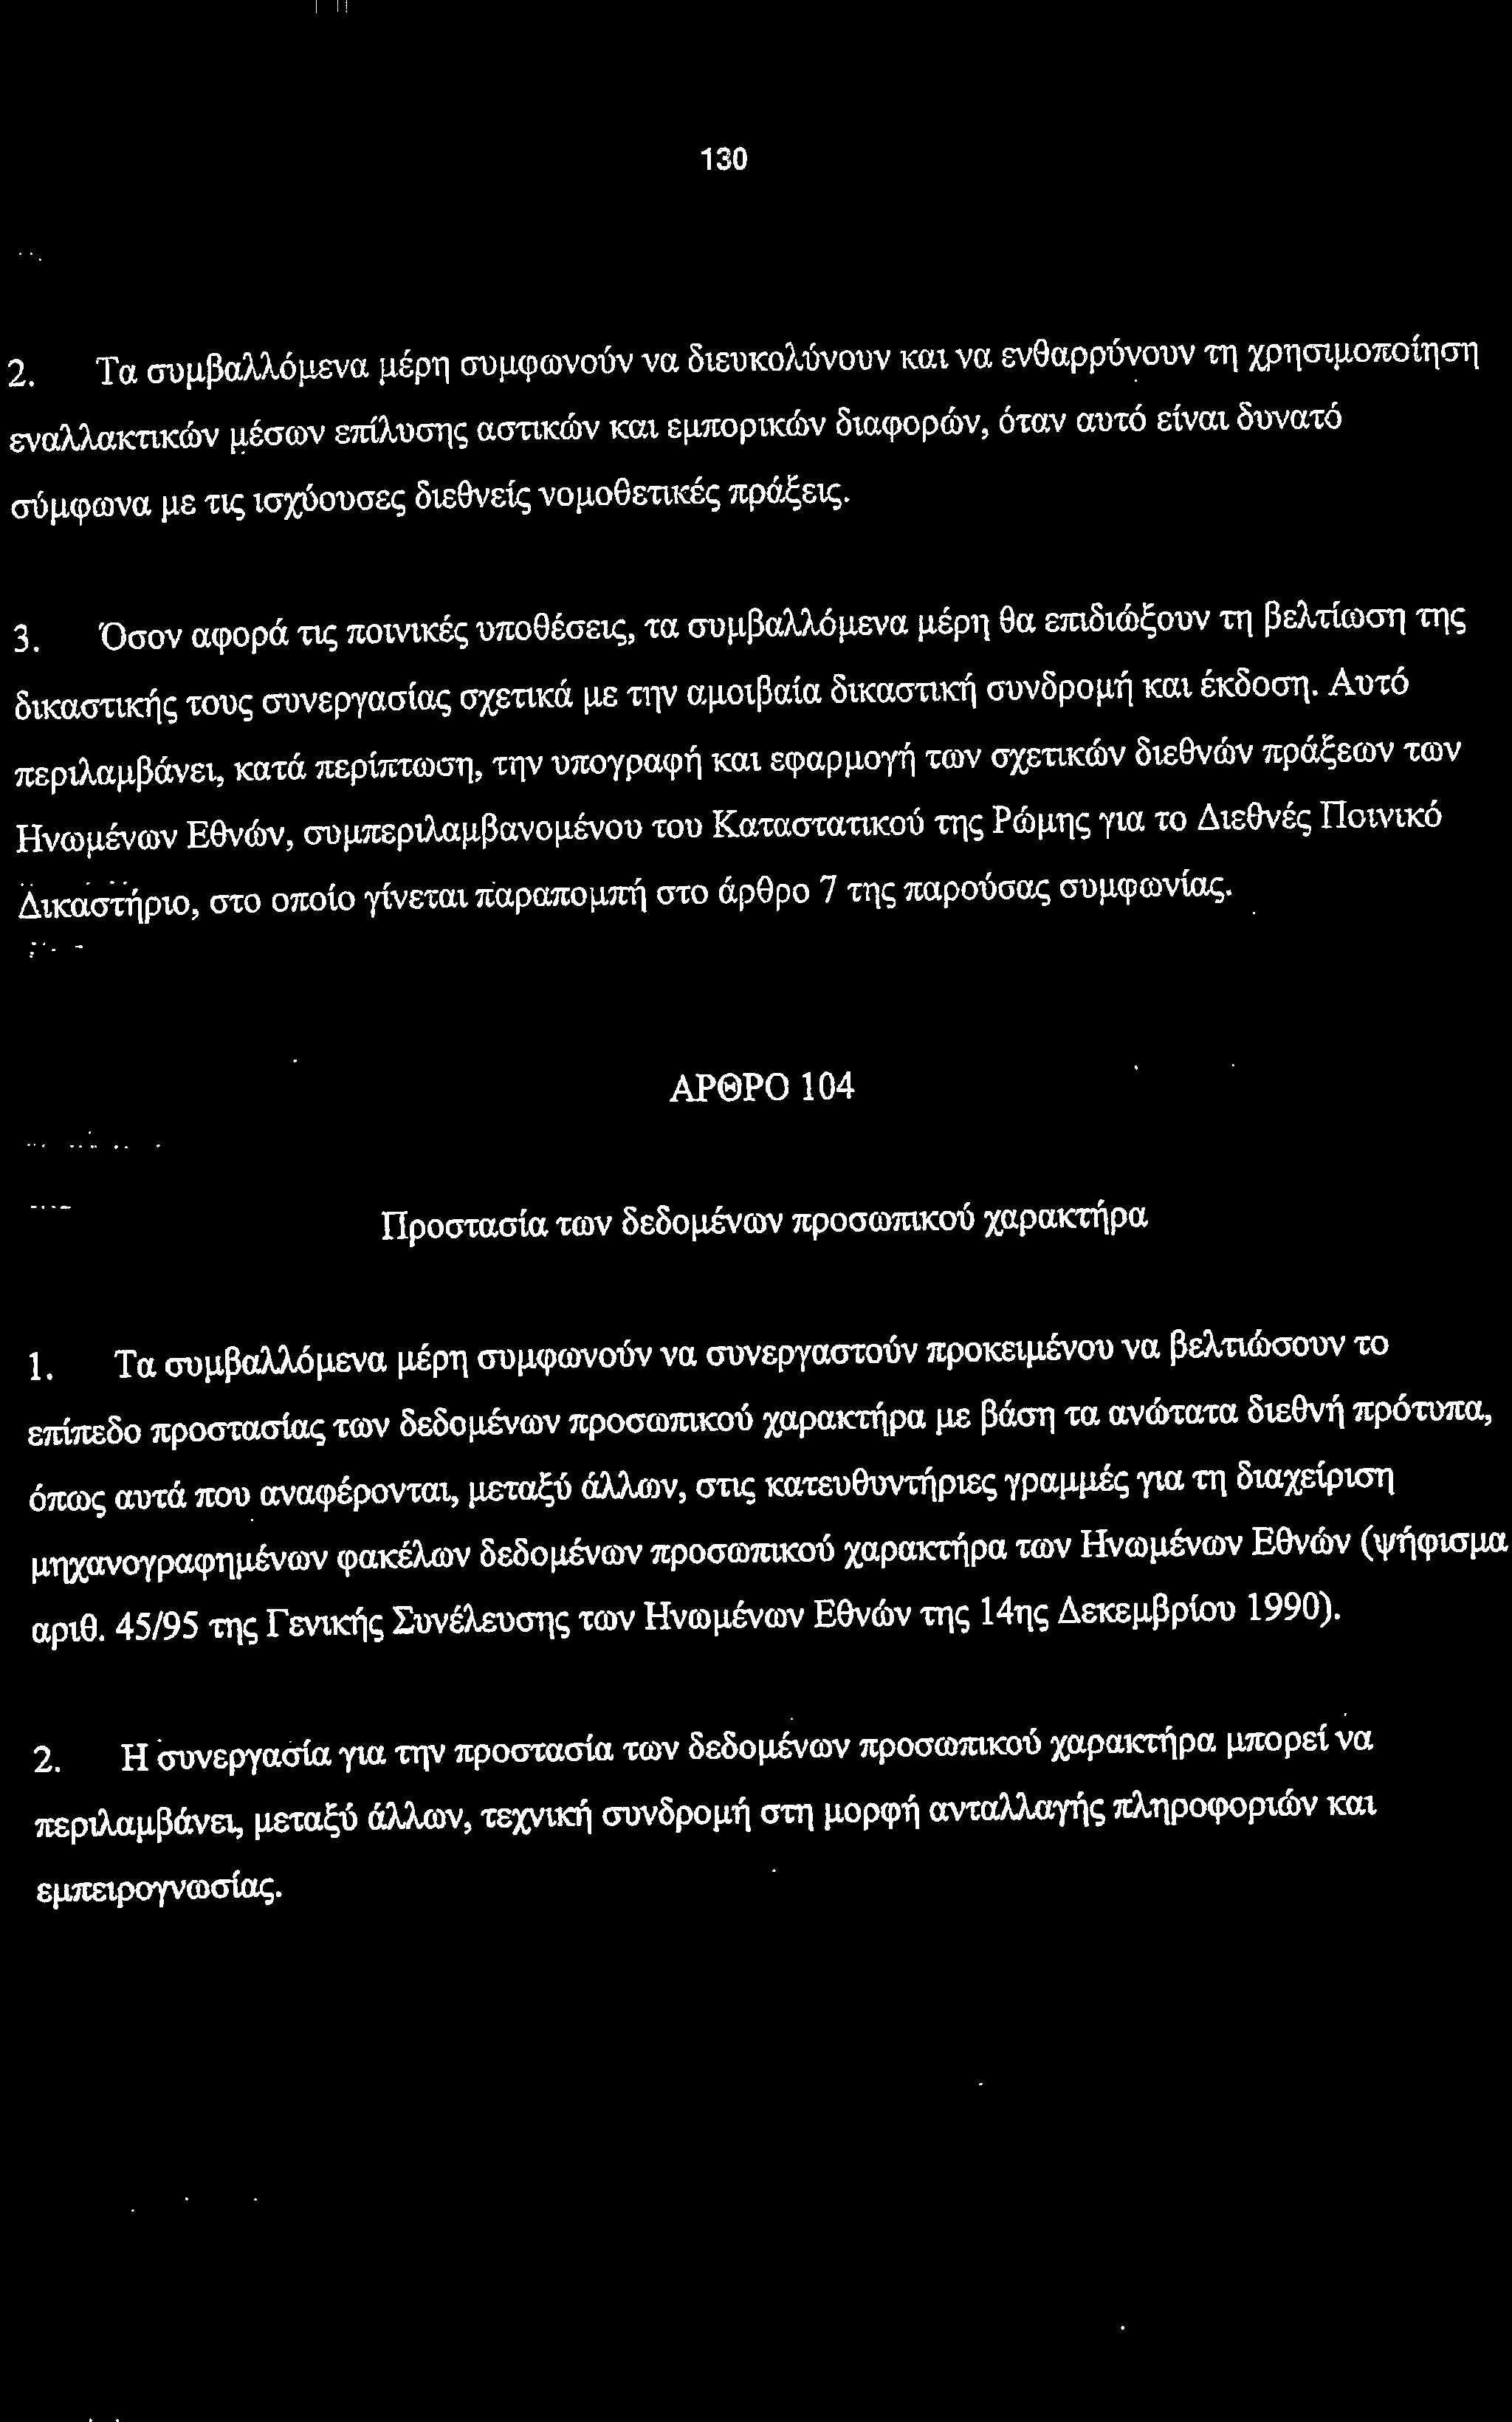 130
2. Τα συμβαλλόμενα μέρη συμφωνούν να διευκολύνουν και να ενθαρρύνουν τη χρησιμοποίηση
εναλλακτικών μέσων επίλυσης αστικών και εμπορικών διαφορών, όταν αυτό είναι δυνατό
σύμφωνα με τις ισχύουσες διεθνείς νομοθετικές πράξεις.
3. Όσον αφορά τις ποινικές υποθέσεις, τα συμβαλλόμενα μέρη θα επιδιώξουν τη βελτίωση της
δικαστικής τους συνεργασίας σχετικά με την αμοιβαία δικαστική συνδρομή και έκδοση. Αυτό
περιλαμβάνει, κατά περίπτωση, την υπογραφή και εφαρμογή των σχετικών διεθνών πράξεων των
Ηνωμένων Εθνών, συμπεριλαμβανομένου του Καταστατικού της Ρώμης για το Διεθνές Ποινικό
Δικαστήριο, στο οποίο γίνεται παραπομπή στο άρθρο 7 της παρούσας συμφωνίας.
ΑΡΘΡΟ 104
Προστασία των δεδομένων προσωπικού χαρακτήρα
1. Τα συμβαλλόμενα μέρη συμφωνούν να συνεργαστούν προκειμένου να βελτιώσουν το
επίπεδο προστασίας των δεδομένων προσωπικού χαρακτήρα με βάση τα ανώτατα διεθνή πρότυπα,
όπως αυτά που αναφέρονται, μεταξύ άλλων, στις κατευθυντήριες γραμμές για τη διαχείριση
μηχανογραφημένων φακέλων δεδομένων προσωπικού χαρακτήρα των Ηνωμένων Εθνών (ψήφισμα
αριθ. 45/95 της Γενικής Συνέλευσης των Ηνωμένων Εθνών της 14ης Δεκεμβρίου 1990).
2. Η συνεργασία για την προστασία των δεδομένων προσωπικού χαρακτήρα μπορεί να
περιλαμβάνει, μεταξύ άλλων, τεχνική συνδρομή στη μορφή ανταλλαγής πληροφοριών και
εμπειρογνωσίας.